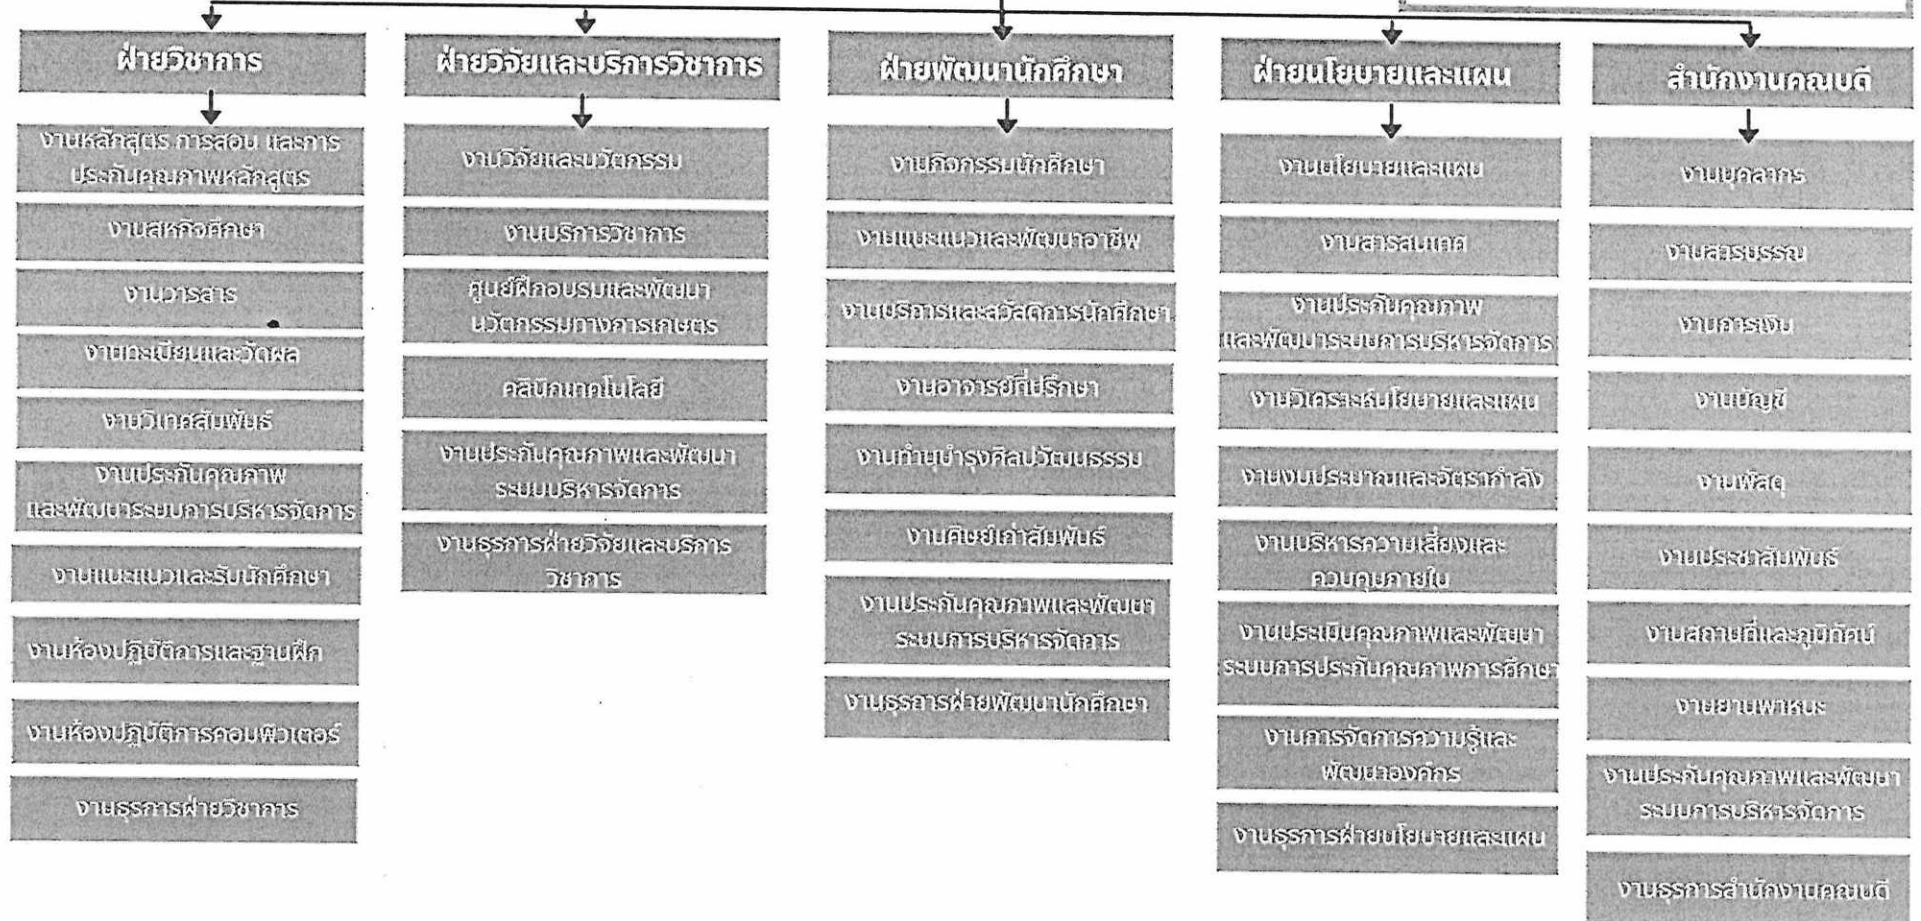 ฝ่ายวิชาการ
งานหลักสูตร การสอน และการ
ประกันคุณภาพหลักสูตร
งานสหกิจศึกษา
งานวารสาร
งานทะเบียนและวัดผล
งานวิเทศสัมพันธ์
งานประกันคุณภาพ
และพัฒนาระบบการบริหารจัดการ
งานแนะแนวและรับนักศึกษา
งานห้องปฏิบัติการและฐานฝึก
งานห้องปฏิบัติการคอมพิวเตอร์
งานธุรการฝ่ายวิชาการ
ฝ่ายวิจัยและบริการวิชาการ
งานวิจัยและนวัตกรรม
งานบริการวิชาการ
ศูนย์ฝึกอบรมและพัฒนา
นวัตกรรมทางการเกษตร
คลินิกเทคโนโลยี
งานประกันคุณภาพและพัฒนา
ระบบบริหารจัดการ
งานธุรการฝ่ายวิจัยและบริการ
วิชาการ
ฝ่ายพัฒนานักศึกษา
งานกิจกรรมนักศึกษา
งานแนะแนวและพัฒนาอาชีพ
งานบริการและสวัสดิการนักศึกษา
งานอาจารย์ที่ปรึกษา
งานทำนุบำรุงศิลปวัฒนธรรม
งานศิษย์เก่าสัมพันธ์
งานประกันคุณภาพและพัฒนา
ระบบการบริหารจัดการ
งานธุรการฝ่ายพัฒนานักศึกษา
ฝ่ายนโยบายและแผน
งานนโยบายและแผน
งานสารสนเทศ
งานประกันคุณภาพ
และพัฒนาระบบการบริหารจัดการ
งานวิเคราะห์นโยบายและแผน
งานงบประมาณและอัตรากำลัง
งานบริหารความเสี่ยงและ
ควบคุมภายใน
งานประเมินคุณภาพและพัฒนา
ระบบการประกันคุณภาพการศึกษา
งานการจัดการความรู้และ
พัฒนาองค์กร
งานธุรการฝ่ายนโยบายและแผน
สำนักงานคณบดี
งานบุคลากร
งานสารบรรณ
งานการเงิน
งานบัญชี
งานพัสดุ
งานประชาสัมพันธ์
งานสถานที่และภูมิทัศน์
งานยานพาหนะ
งานประกันคุณภาพและพัฒนา
ระบบการบริหารจัดการ
งานธุรการสำนักงานคณบดี